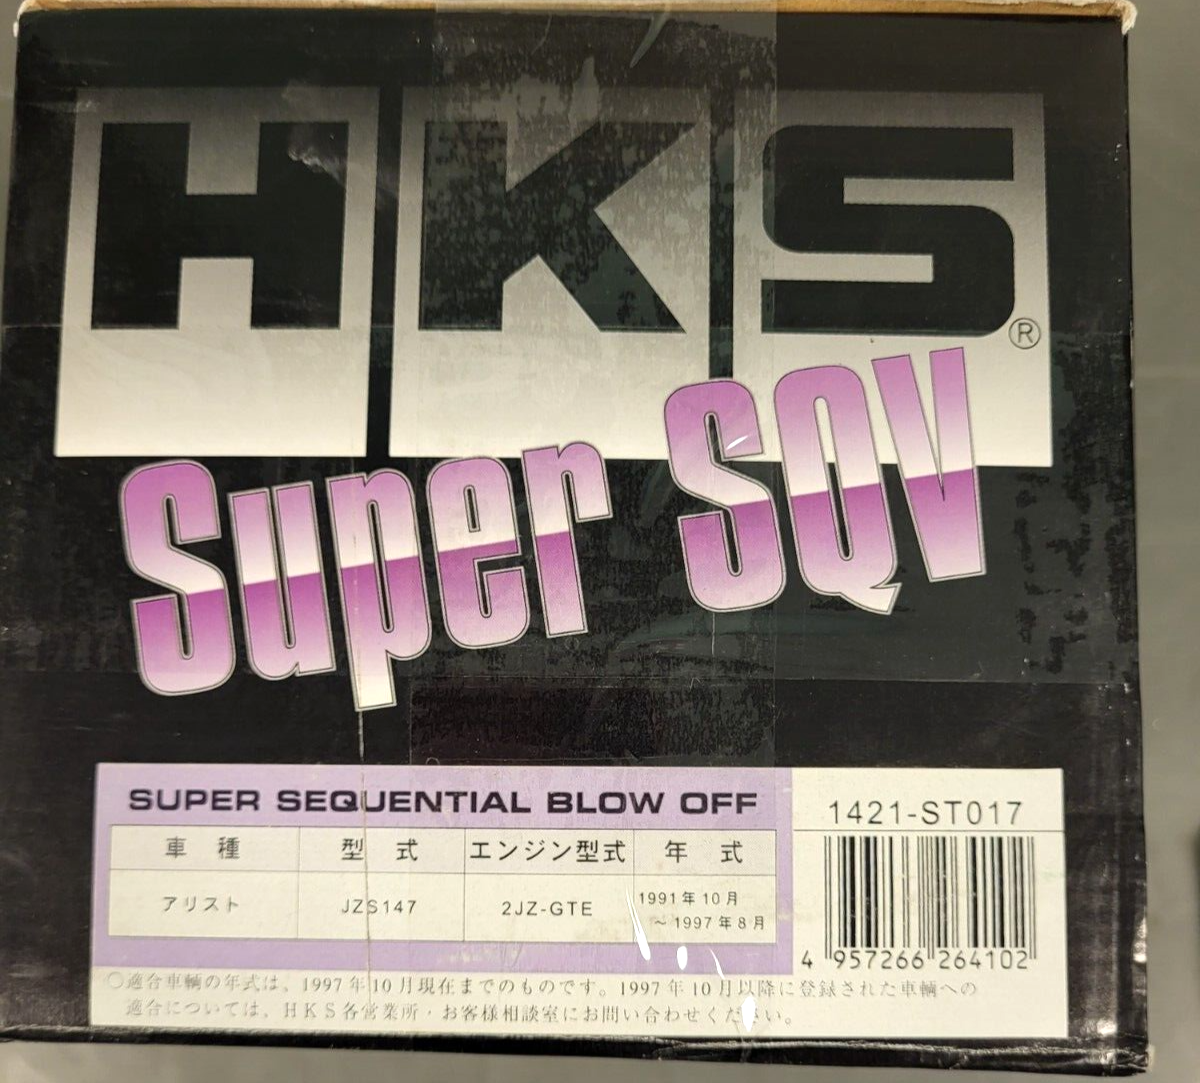 HKS®
Super SQV
SUPER SEQUENTIAL BLOW OFF
1421-ST017
車 種 型 式 エンジン型式 年 式
アリスト JZS147 2JZ-GTE 1991年10月
～1997年8月
4 957266 264102
○適合車輌の年式は、1997年10月現在までのものです。1997年10月以降に登録された車輌への
適合については、HKS各営業所・お客様相談室にお問い合わせください。